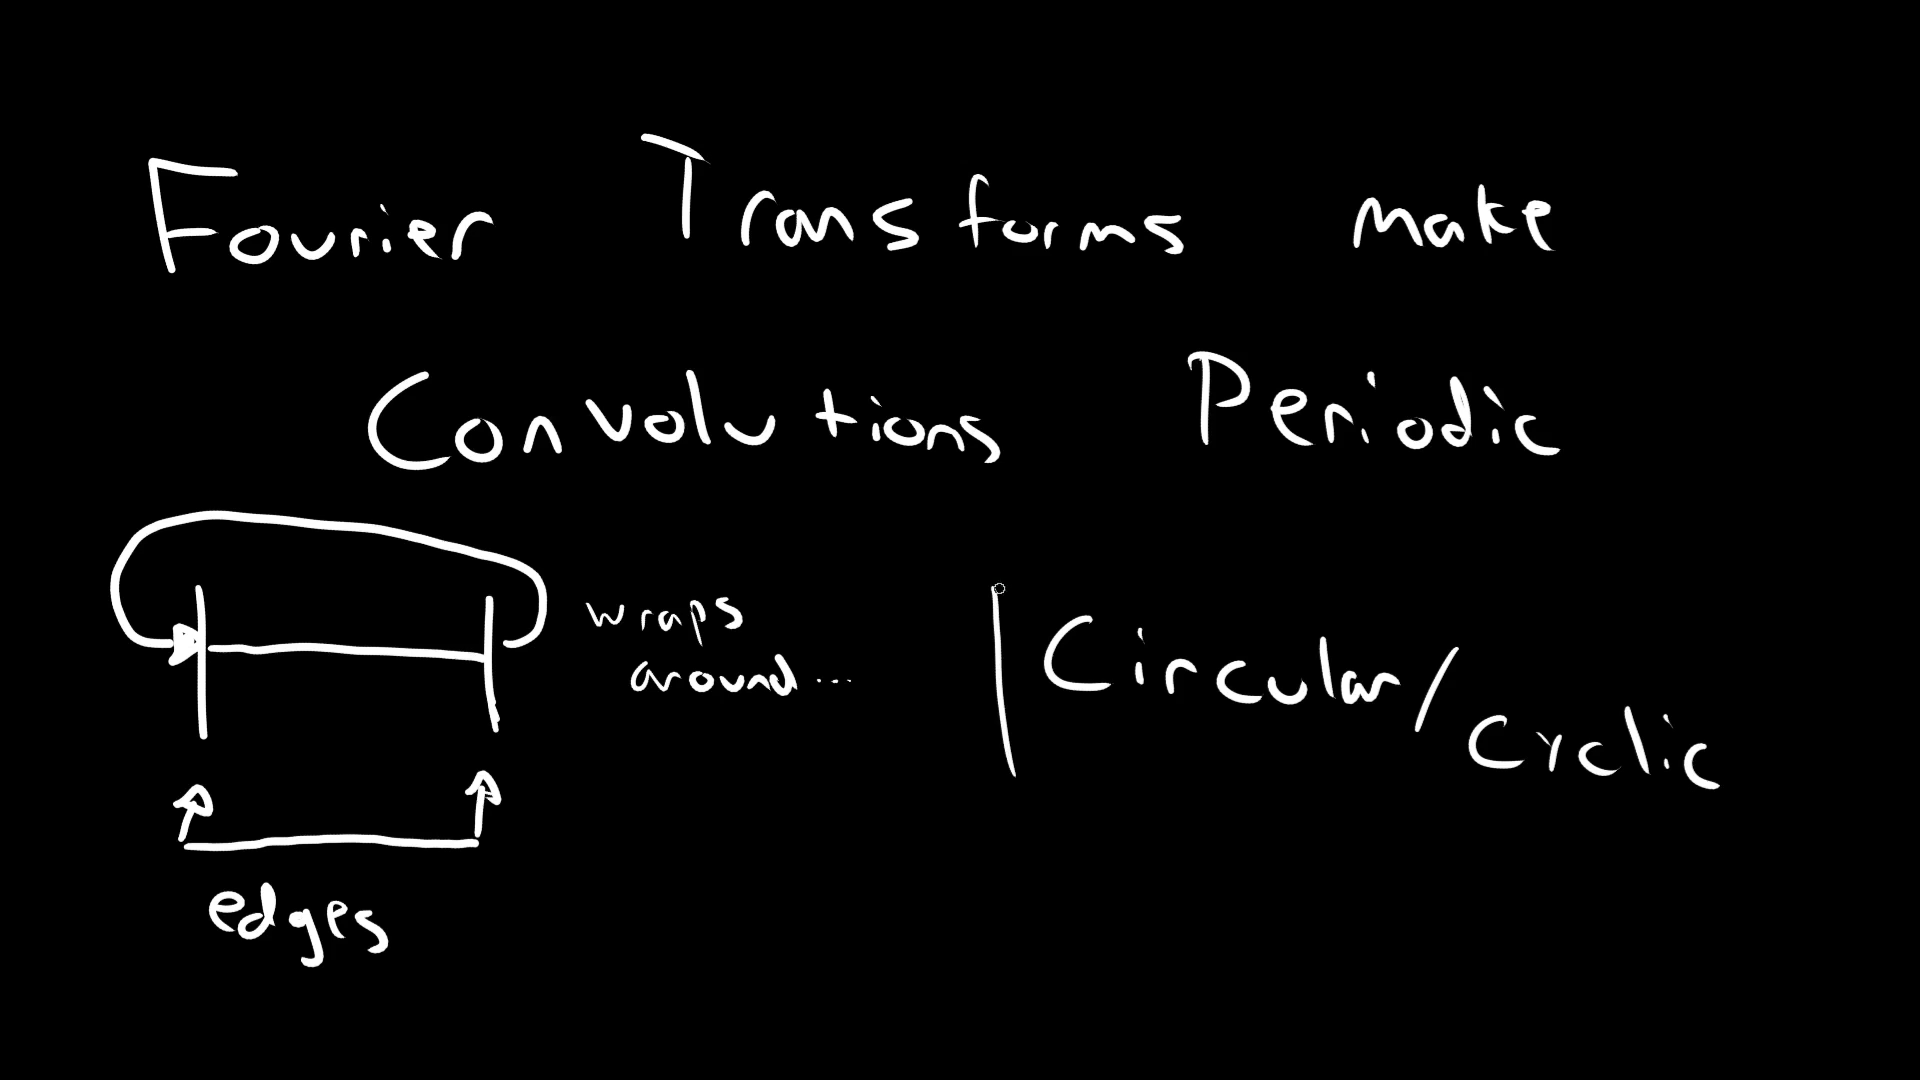 Fourier Transforms make
Convolutions Periodic
wraps
around...
Circular/
Cyclic
edges